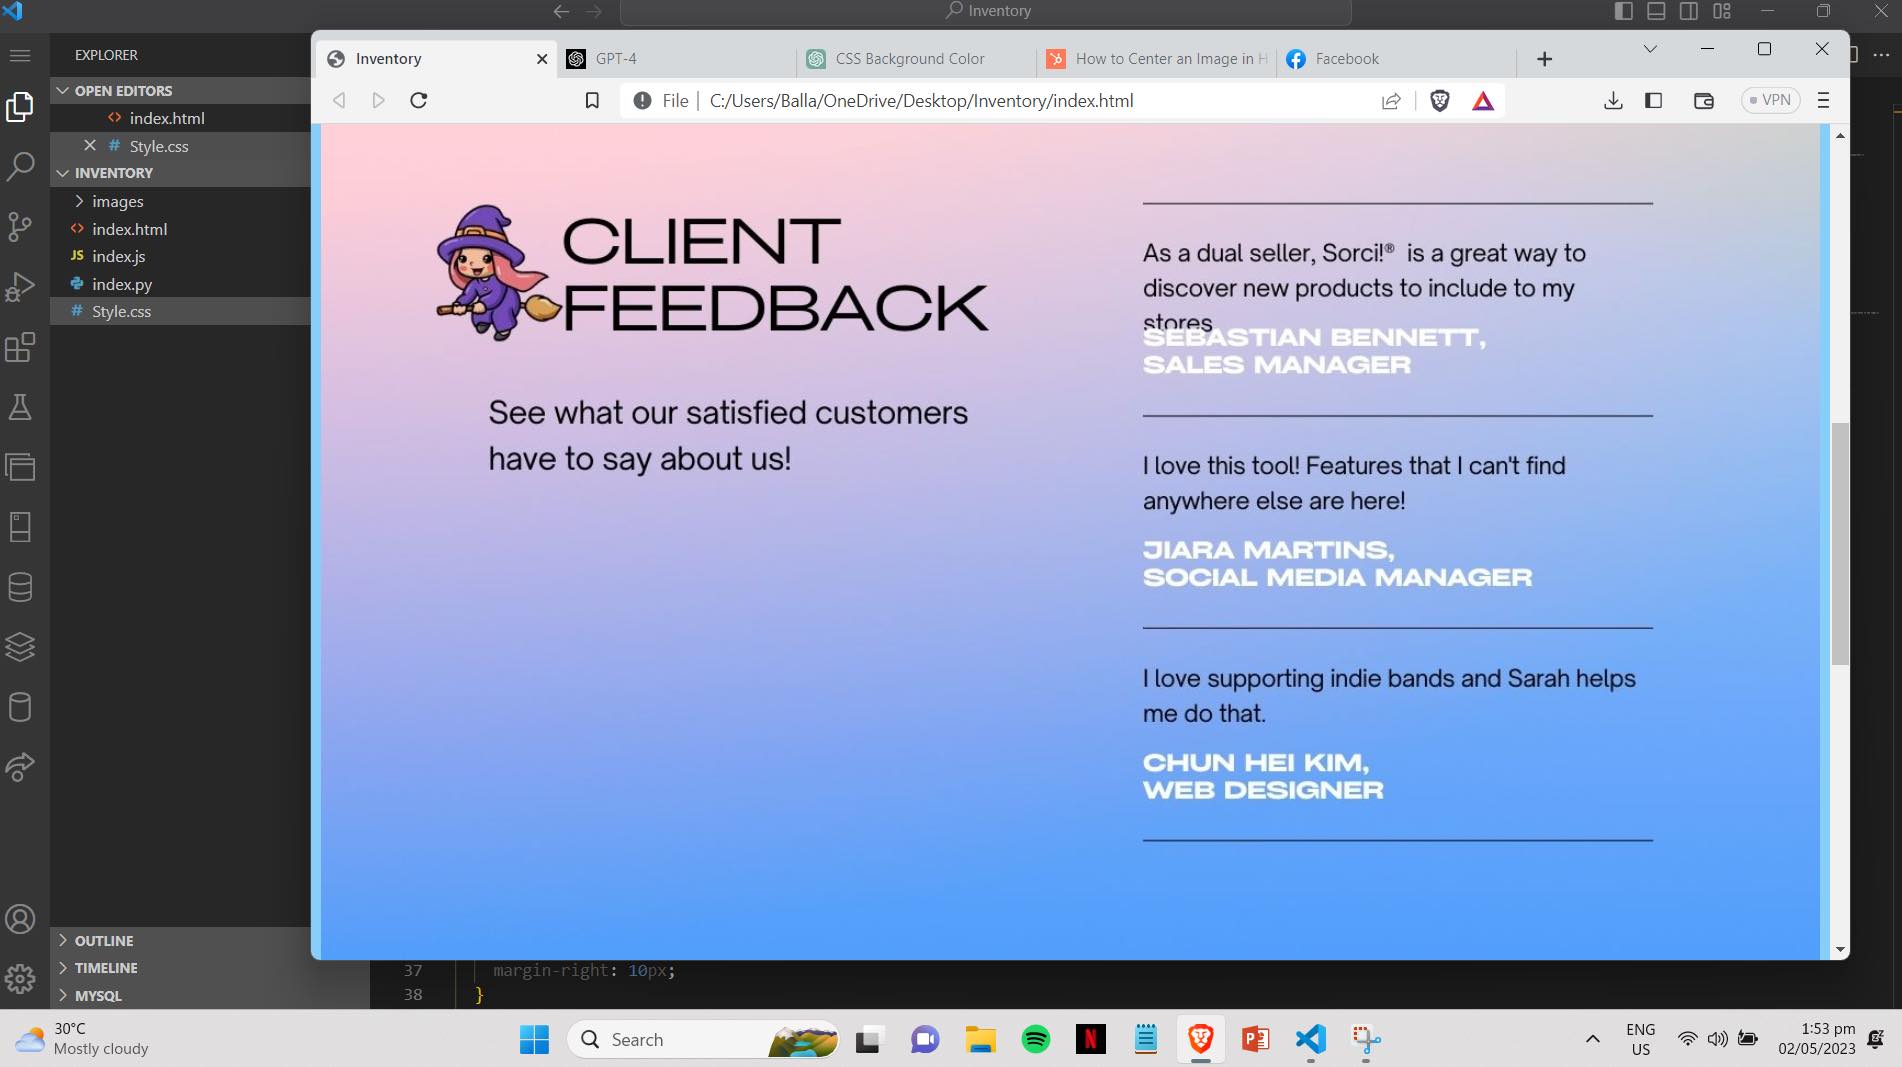 Inventory
EXPLORER
OPEN EDITORS
index.html
Style.css
INVENTORY
images
index.html
index.js
index.py
Style.css
OUTLINE
TIMELINE
MYSQL
Inventory
GPT-4
CSS Background Color
How to Center an Image in H
Facebook
File
C:/Users/Balla/OneDrive/Desktop/Inventory/index.html
VPN
CLIENT
FEEDBACK
See what our satisfied customers
have to say about us!
As a dual seller, Sorci!® is a great way to
discover new products to include to my
stores
SEBASTIAN BENNETT,
SALES MANAGER
I love this tool! Features that I can't find
anywhere else are here!
JIARA MARTINS,
SOCIAL MEDIA MANAGER
I love supporting indie bands and Sarah helps
me do that.
CHUN HEI KIM,
WEB DESIGNER
37 margin-right: 10px;
38 }
30°C
Mostly cloudy
Search
ENG
US
1:53 pm
02/05/2023